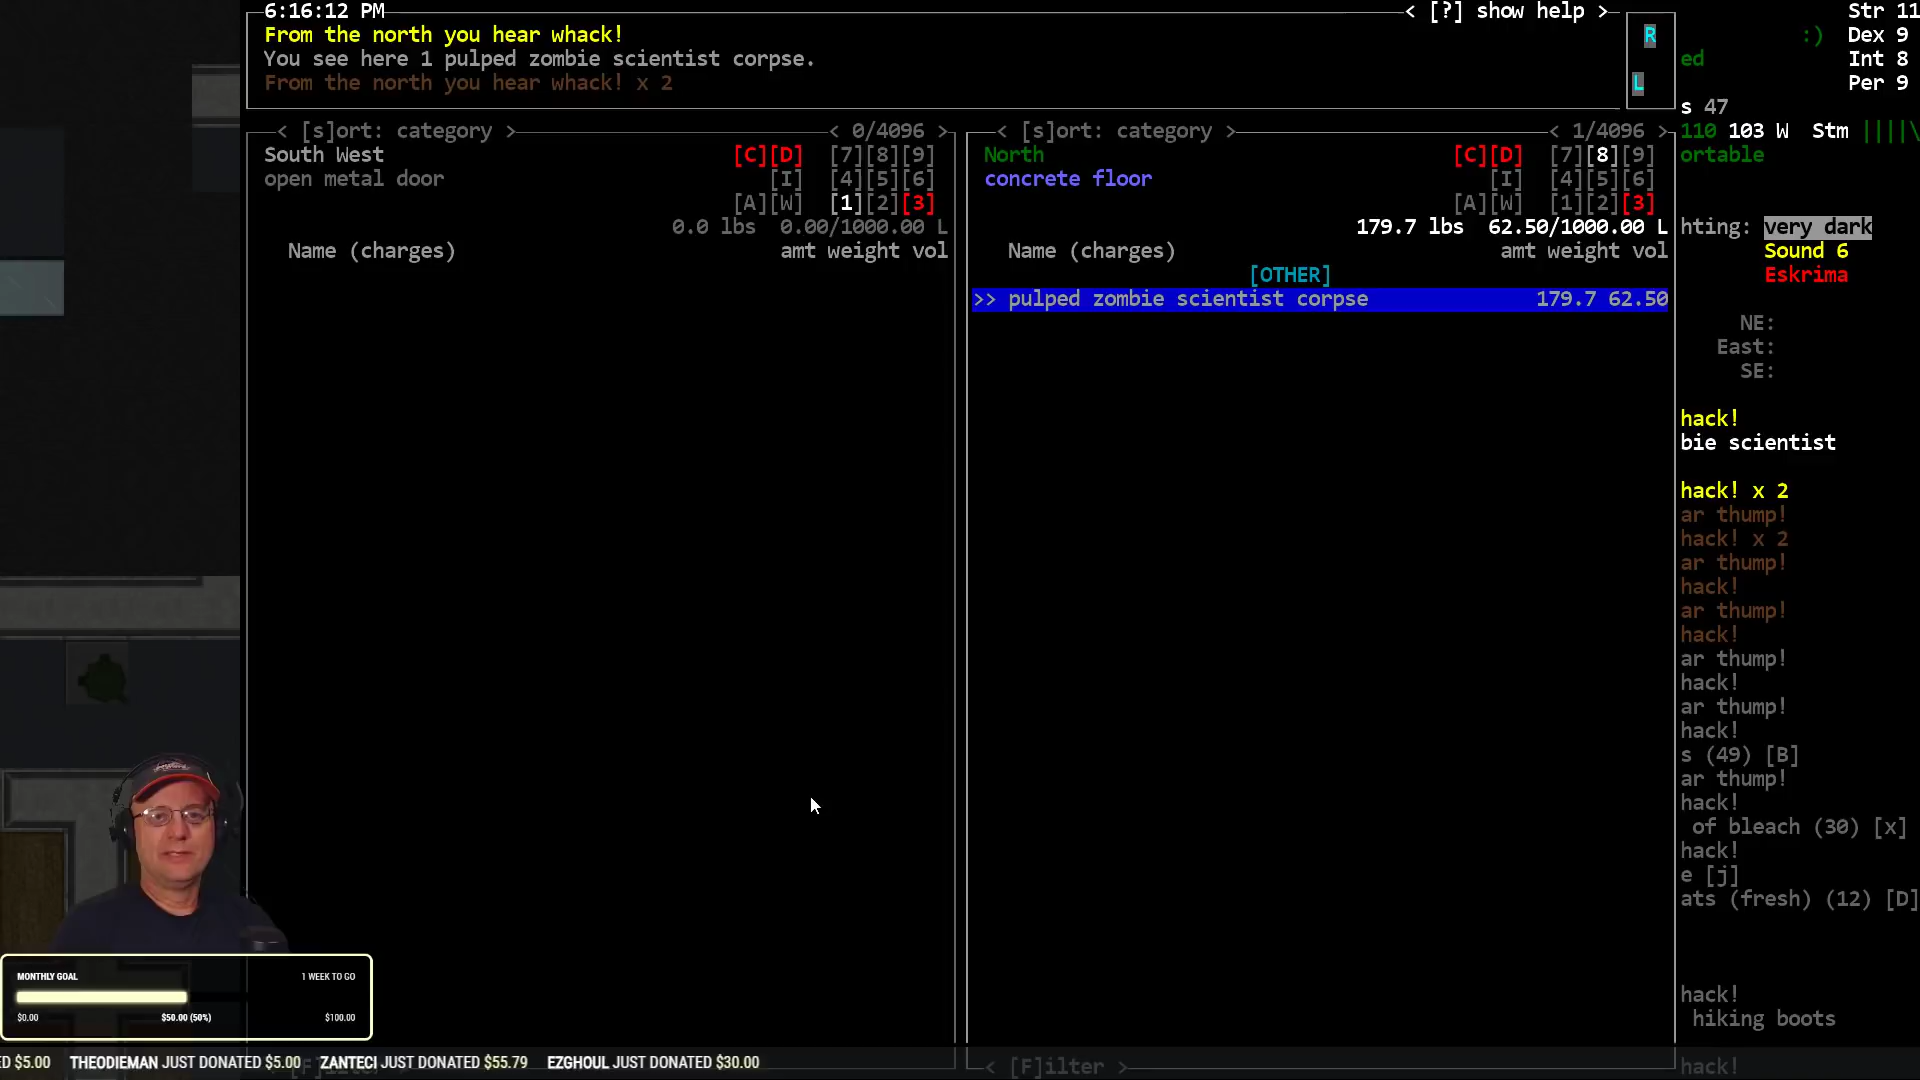 6:16:12 PM
< [?] show help >
From the north you hear whack!
You see here 1 pulped zombie scientist corpse.
From the north you hear whack! x 2
R
L
:)
Str 11
Dex 9
ed
Int 8
Per 9
s 47
110 103 W Stm ||||\
ortable
< [s]ort: category >
< 0/4096 >
South West
[C][D] [7][8][9]
open metal door
[I] [4][5][6]
[A][W] [1][2][3]
0.0 lbs 0.00/1000.00 L
Name (charges)
amt weight vol
< [s]ort: category >
< 1/4096 >
North
[C][D] [7][8][9]
concrete floor
[I] [4][5][6]
[A][W] [1][2][3]
179.7 lbs 62.50/1000.00 L
Name (charges)
amt weight vol
[OTHER]
>> pulped zombie scientist corpse 179.7 62.50
< [F]ilter >
hting: very dark
Sound 6
Eskrima
NE:
East:
SE:
hack!
bie scientist
hack! x 2
ar thump!
hack! x 2
ar thump!
hack!
ar thump!
hack!
ar thump!
hack!
ar thump!
hack!
s (49) [B]
ar thump!
hack!
of bleach (30) [x]
hack!
e [j]
ats (fresh) (12) [D]
hack!
hiking boots
hack!
MONTHLY GOAL
1 WEEK TO GO
$0.00
$50.00 (50%)
$100.00
ED $5.00 THEODIEMAN JUST DONATED $5.00 ZANTECI JUST DONATED $55.79 EZGHOUL JUST DONATED $30.00